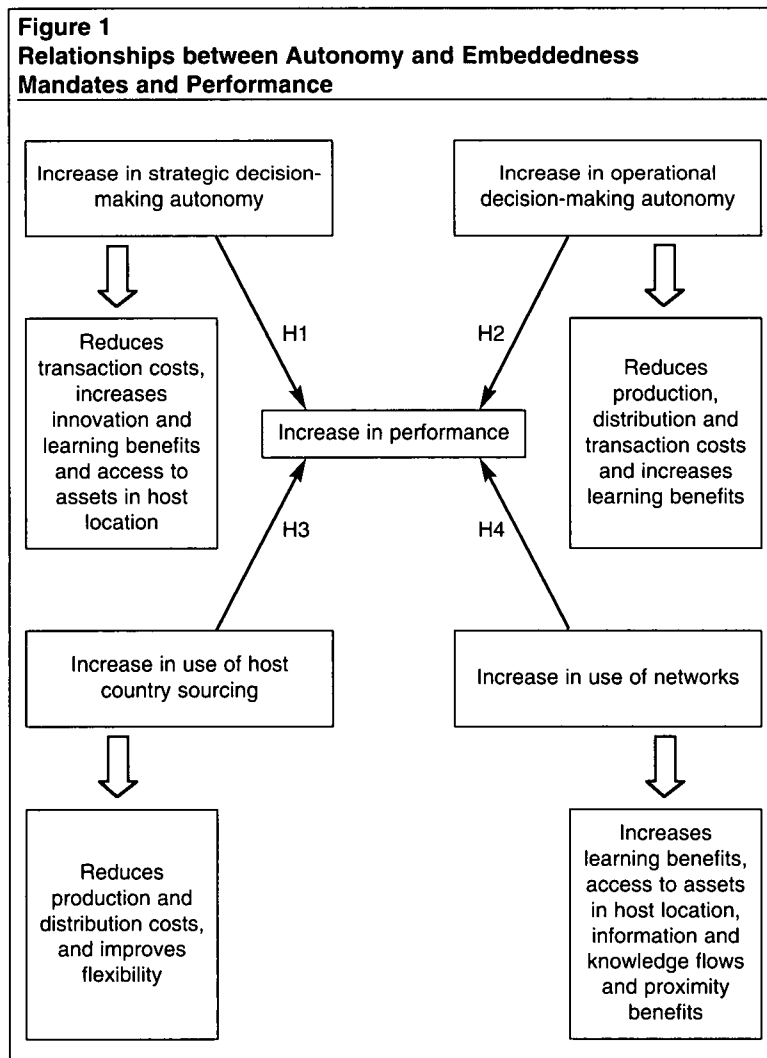 Figure 1
Relationships between Autonomy and Embeddedness
Mandates and Performance
Increase in strategic decision-
making autonomy
Increase in operational
decision-making autonomy
H1
H2
Reduces
transaction costs,
increases
innovation and
learning benefits
and access to
assets in host
location
Increase in performance
Reduces
production,
distribution and
transaction costs
and increases
learning benefits
H3
H4
Increase in use of host
country sourcing
Increase in use of networks
Reduces
production and
distribution costs,
and improves
flexibility
Increases
learning benefits,
access to assets
in host location,
information and
knowledge flows
and proximity
benefits